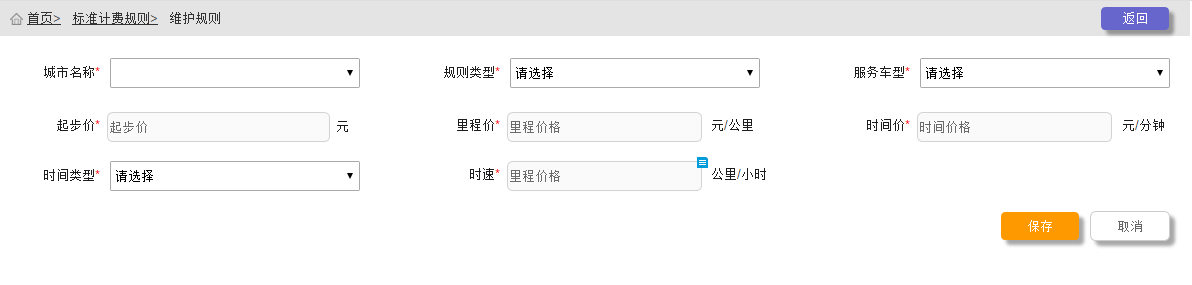 首页> 标准计费规则> 维护规则 返回
城市名称* 规则类型* 请选择 服务车型* 请选择
起步价* 起步价 元 里程价* 里程价格 元/公里 时间价* 时间价格 元/分钟
时间类型* 请选择 时速* 里程价格 公里/小时
保存 取消